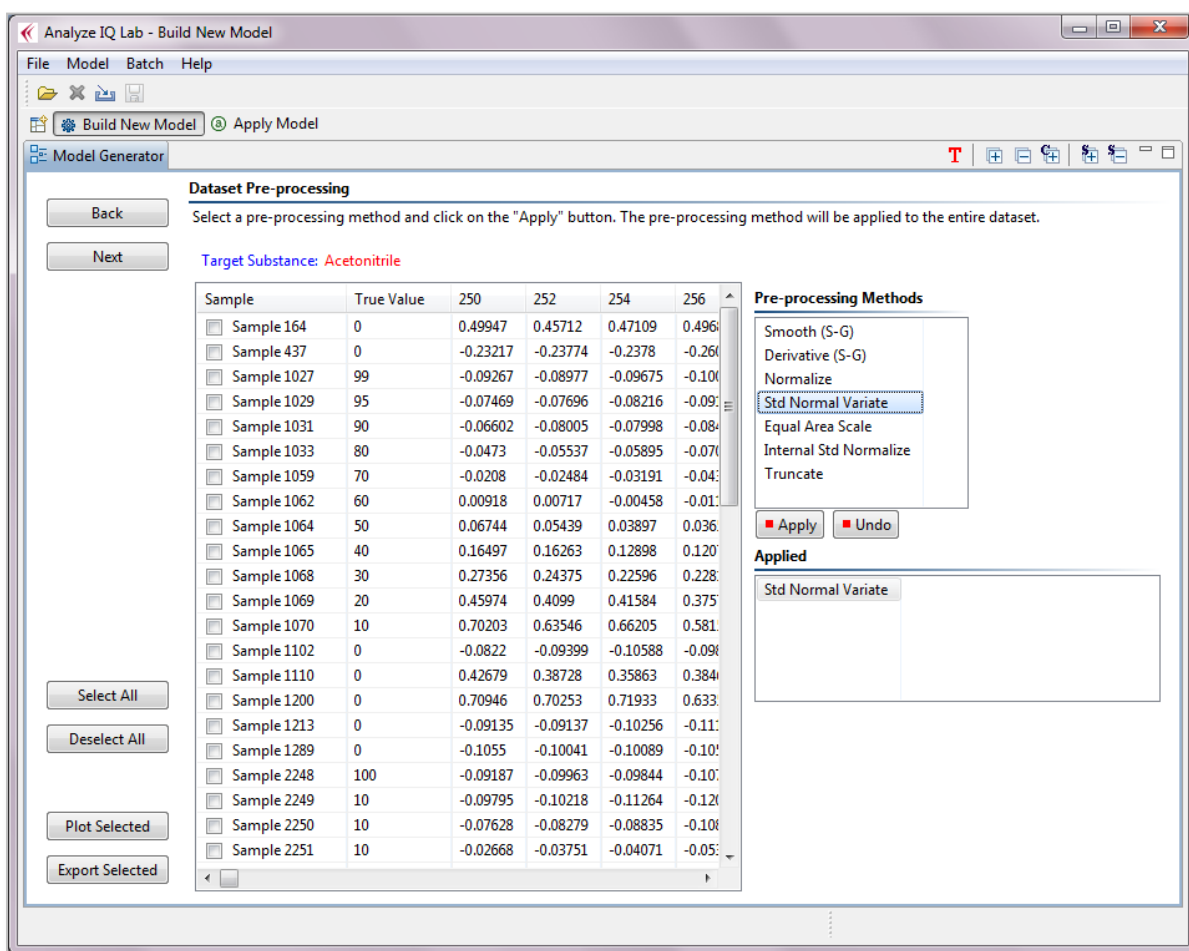 Analyze IQ Lab - Build New Model
File Model Batch Help
Build New Model Apply Model
Model Generator
Dataset Pre-processing
Back
Select a pre-processing method and click on the "Apply" button. The pre-processing method will be applied to the entire dataset.
Next
Target Substance: Acetonitrile
Sample True Value 250 252 254 256
Sample 164 0 0.49947 0.45712 0.47109
Sample 437 0 -0.23217 -0.23774 -0.2378
Sample 1027 99 -0.09267 -0.08977 -0.09675
Sample 1029 95 -0.07469 -0.07696 -0.08216
Sample 1031 90 -0.06602 -0.08005 -0.07998
Sample 1033 80 -0.0473 -0.05537 -0.05895
Sample 1059 70 -0.0208 -0.02484 -0.03191
Sample 1062 60 0.00918 0.00717 -0.00458
Sample 1064 50 0.06744 0.05439 0.03897
Sample 1065 40 0.16497 0.16263 0.12898
Sample 1068 30 0.27356 0.24375 0.22596
Sample 1069 20 0.45974 0.4099 0.41584
Sample 1070 10 0.70203 0.63546 0.66205
Sample 1102 0 -0.0822 -0.09399 -0.10588
Sample 1110 0 0.42679 0.38728 0.35863
Sample 1200 0 0.70946 0.70253 0.71933
Sample 1213 0 -0.09135 -0.09137 -0.10256
Sample 1289 0 -0.1055 -0.10041 -0.10089
Sample 2248 100 -0.09187 -0.09963 -0.09844
Sample 2249 10 -0.09795 -0.10218 -0.11264
Sample 2250 10 -0.07628 -0.08279 -0.08835
Sample 2251 10 -0.02668 -0.03751 -0.04071
Pre-processing Methods
Smooth (S-G)
Derivative (S-G)
Normalize
Std Normal Variate
Equal Area Scale
Internal Std Normalize
Truncate
Apply Undo
Applied
Std Normal Variate
Select All
Deselect All
Plot Selected
Export Selected